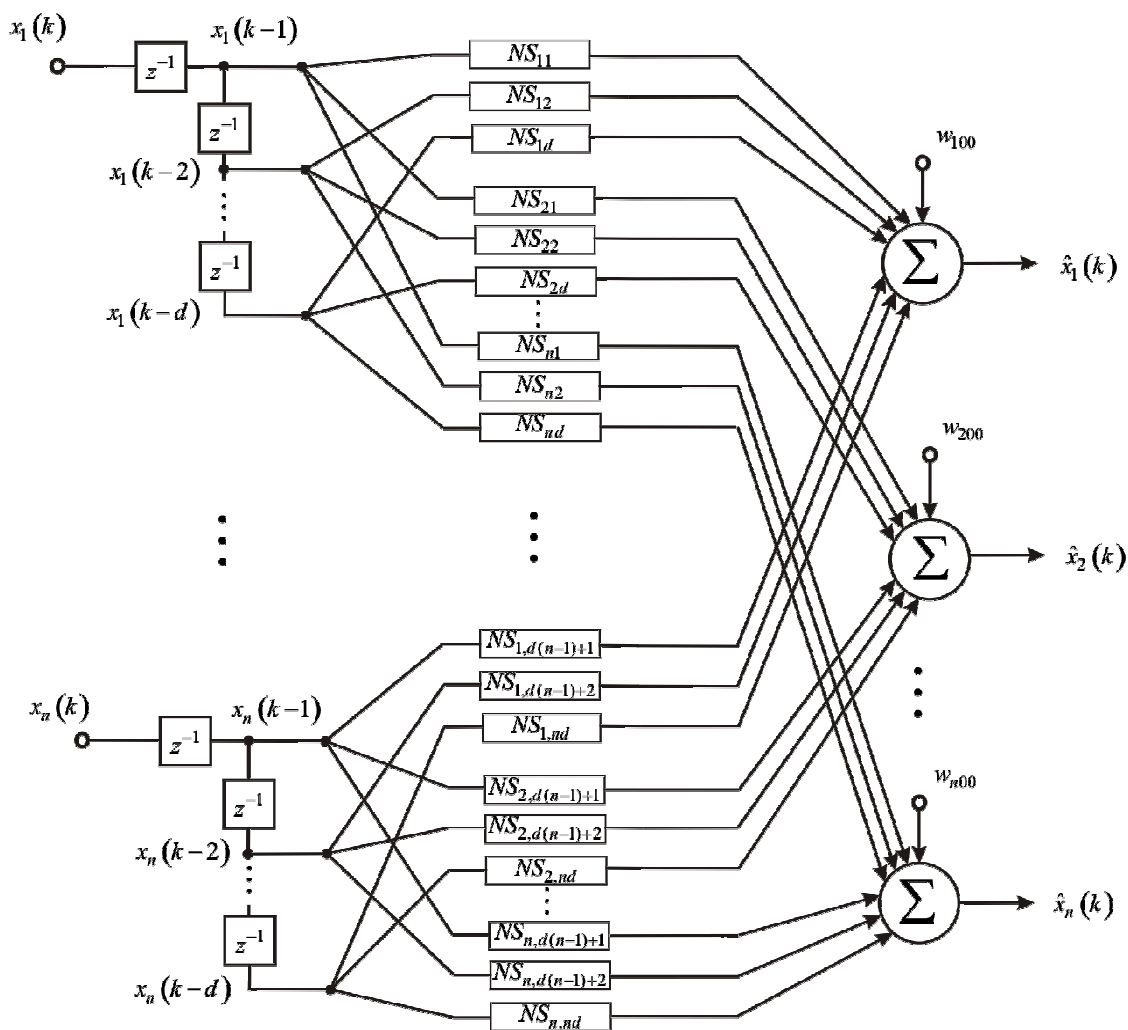 x₁(k)
x₁(k−1)
z⁻¹
z⁻¹
x₁(k−2)
z⁻¹
x₁(k−d)
NS₁₁
NS₁₂
NS₁d
NS₂₁
NS₂₂
NS₂d
NSₙ₁
NSₙ₂
NSₙd
w₁₀₀
Σ
x̂₁(k)
w₂₀₀
Σ
x̂₂(k)
xₙ(k)
xₙ(k−1)
z⁻¹
z⁻¹
xₙ(k−2)
z⁻¹
xₙ(k−d)
NS₁,d(n−1)+1
NS₁,d(n−1)+2
NS₁,nd
NS₂,d(n−1)+1
NS₂,d(n−1)+2
NS₂,nd
NSₙ,d(n−1)+1
NSₙ,d(n−1)+2
NSₙ,nd
wₙ₀₀
Σ
x̂ₙ(k)